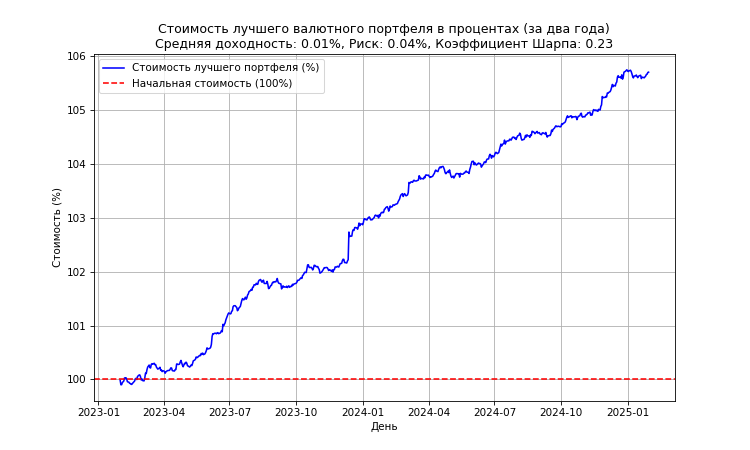 Стоимость лучшего валютного портфеля в процентах (за два года)
Средняя доходность: 0.01%, Риск: 0.04%, Коэффициент Шарпа: 0.23
Стоимость лучшего портфеля (%)
Начальная стоимость (100%)
Стоимость (%)
106
105
104
103
102
101
100
2023-01 2023-04 2023-07 2023-10 2024-01 2024-04 2024-07 2024-10 2025-01
День